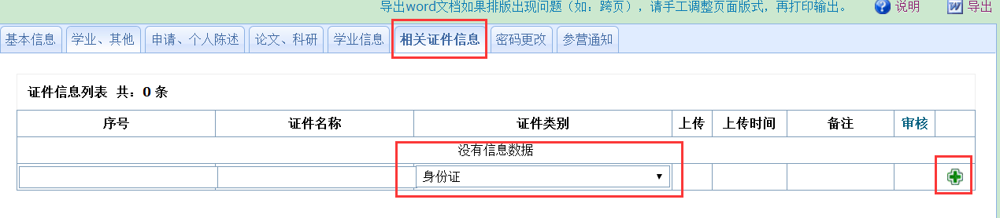 导出word文档如果排版出现问题（如：跨页），请手工调整页面版式，再打印输出。 说明 导出
基本信息 学业、其他 申请、个人陈述 论文、科研 学业信息 相关证件信息 密码更改 参营通知
证件信息列表 共：0 条
序号 证件名称 证件类别 上传 上传时间 备注 审核
没有信息数据
身份证